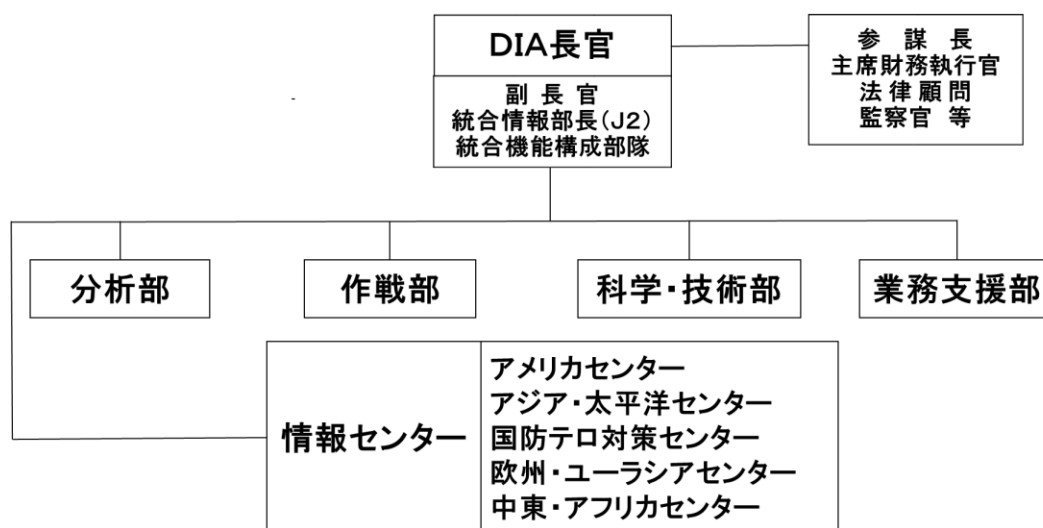 DIA長官
副長官
統合情報部長(J2)
統合機能構成部隊
参謀長
主席財務執行官
法律顧問
監察官 等
分析部
作戦部
科学・技術部
業務支援部
情報センター
アメリカセンター
アジア・太平洋センター
国防テロ対策センター
欧州・ユーラシアセンター
中東・アフリカセンター